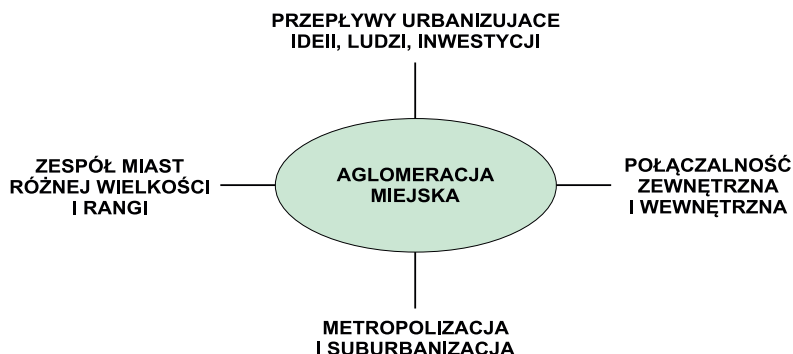 PRZEPŁYWY URBANIZUJACE
IDEII, LUDZI, INWESTYCJI
ZESPÓŁ MIAST
RÓŻNEJ WIELKOŚCI
I RANGI
AGLOMERACJA
MIEJSKA
POŁĄCZALNOŚĆ
ZEWNĘTRZNA
I WEWNĘTRZNA
METROPOLIZACJA
I SUBURBANIZACJA